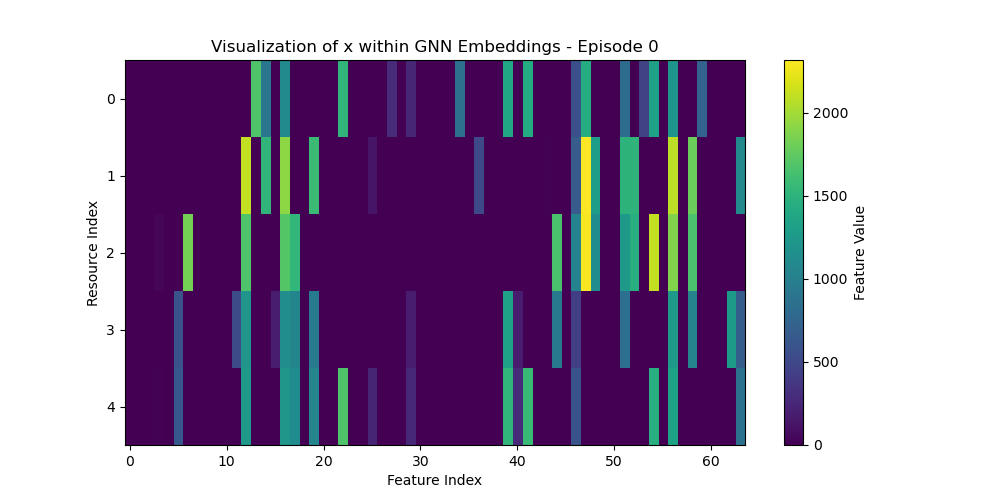 Visualization of x within GNN Embeddings - Episode 0
Resource Index
0
1
2
3
4
0 10 20 30 40 50 60
Feature Index
2000
1500
1000
500
0
Feature Value